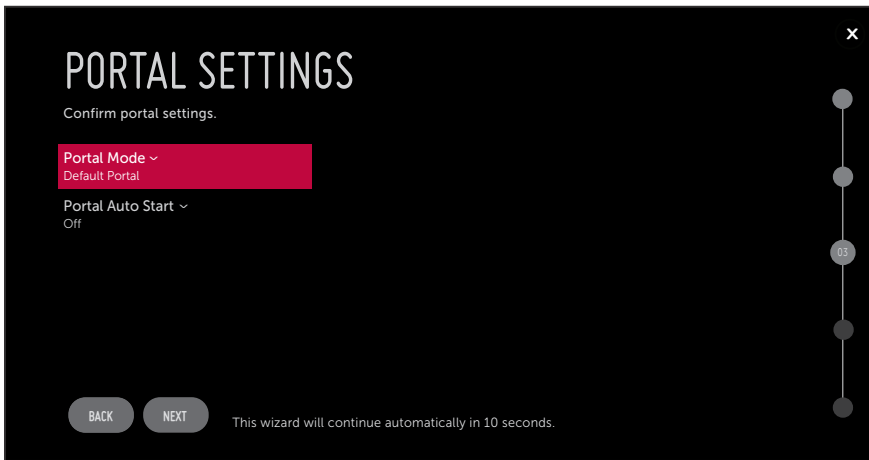 X
PORTAL SETTINGS
Confirm portal settings.
Portal Mode
Default Portal
Portal Auto Start
Off
03
BACK
NEXT
This wizard will continue automatically in 10 seconds.